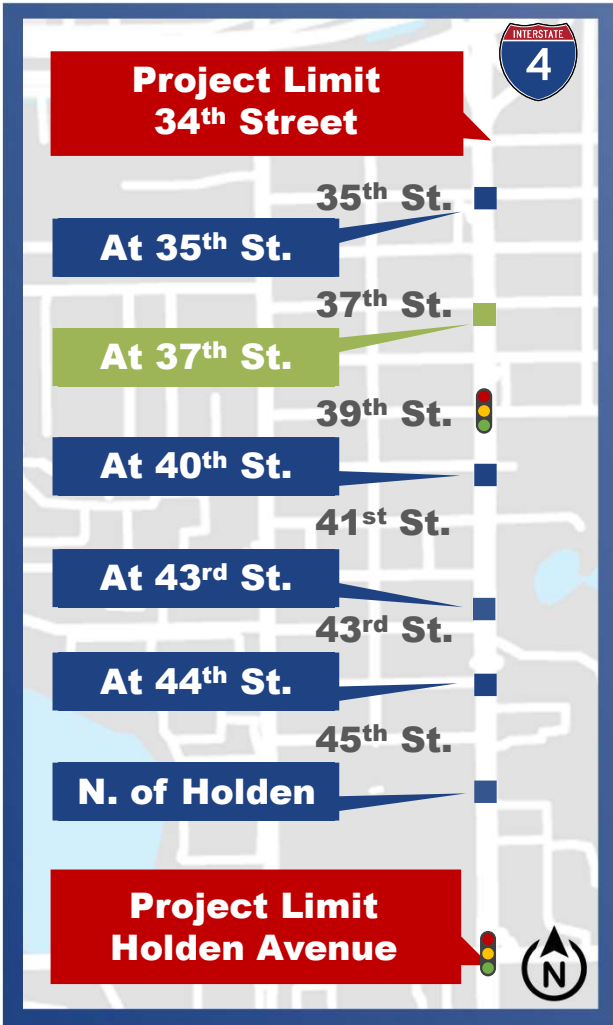 INTERSTATE
4
Project Limit
34th Street
35th St.
At 35th St.
37th St.
At 37th St.
39th St.
At 40th St.
41st St.
At 43rd St.
43rd St.
At 44th St.
45th St.
N. of Holden
Project Limit
Holden Avenue
N